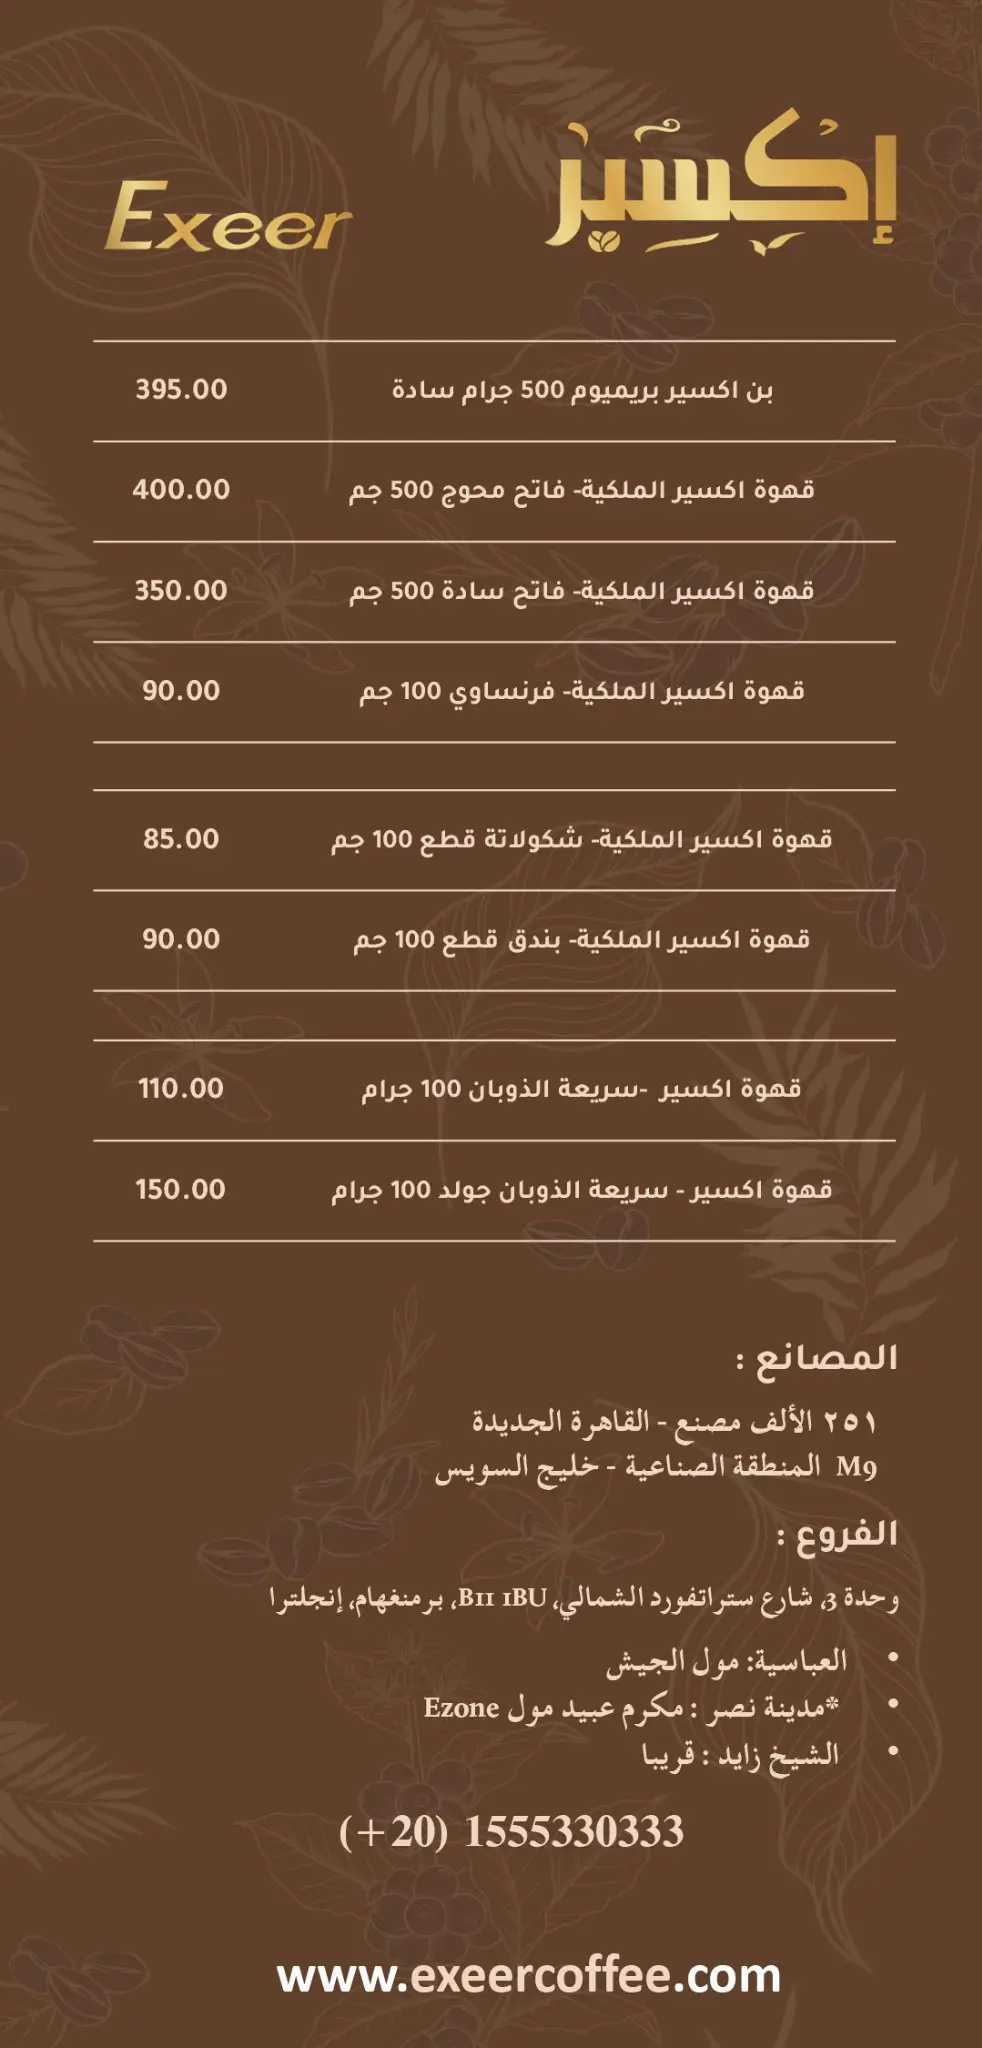 إكسير
Exeer
بن اكسير بريميوم 500 جرام سادة 395.00
قهوة اكسير الملكية- فاتح محوج 500 جم 400.00
قهوة اكسير الملكية- فاتح سادة 500 جم 350.00
قهوة اكسير الملكية- فرنساوي 100 جم 90.00
قهوة اكسير الملكية- شكولاتة قطع 100 جم 85.00
قهوة اكسير الملكية- بندق قطع 100 جم 90.00
قهوة اكسير -سريعة الذوبان 100 جرام 110.00
قهوة اكسير - سريعة الذوبان جولد 100 جرام 150.00
المصانع :
٢٥١ الألف مصنع - القاهرة الجديدة
M9 المنطقة الصناعية - خليج السويس
الفروع :
وحدة 3، شارع ستراتفورد الشمالي، B11 1BU، برمنغهام، إنجلترا
• العباسية: مول الجيش
• *مدينة نصر : مكرم عبيد مول Ezone
• الشيخ زايد : قريبا
(+20) 1555330333
www.exeercoffee.com